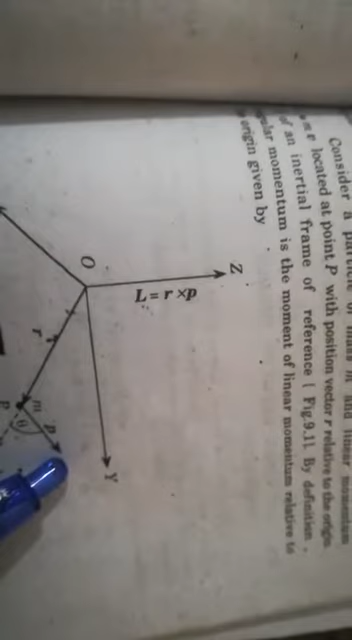 Consider a particle of mass m and linear momentum
located at point P with position vector r relative to the origin
of an inertial frame of reference [ Fig.9.1]. By definition,
angular momentum is the moment of linear momentum relative to
origin given by
Z
L = r ×p
O
r
m
p
θ
P
Y